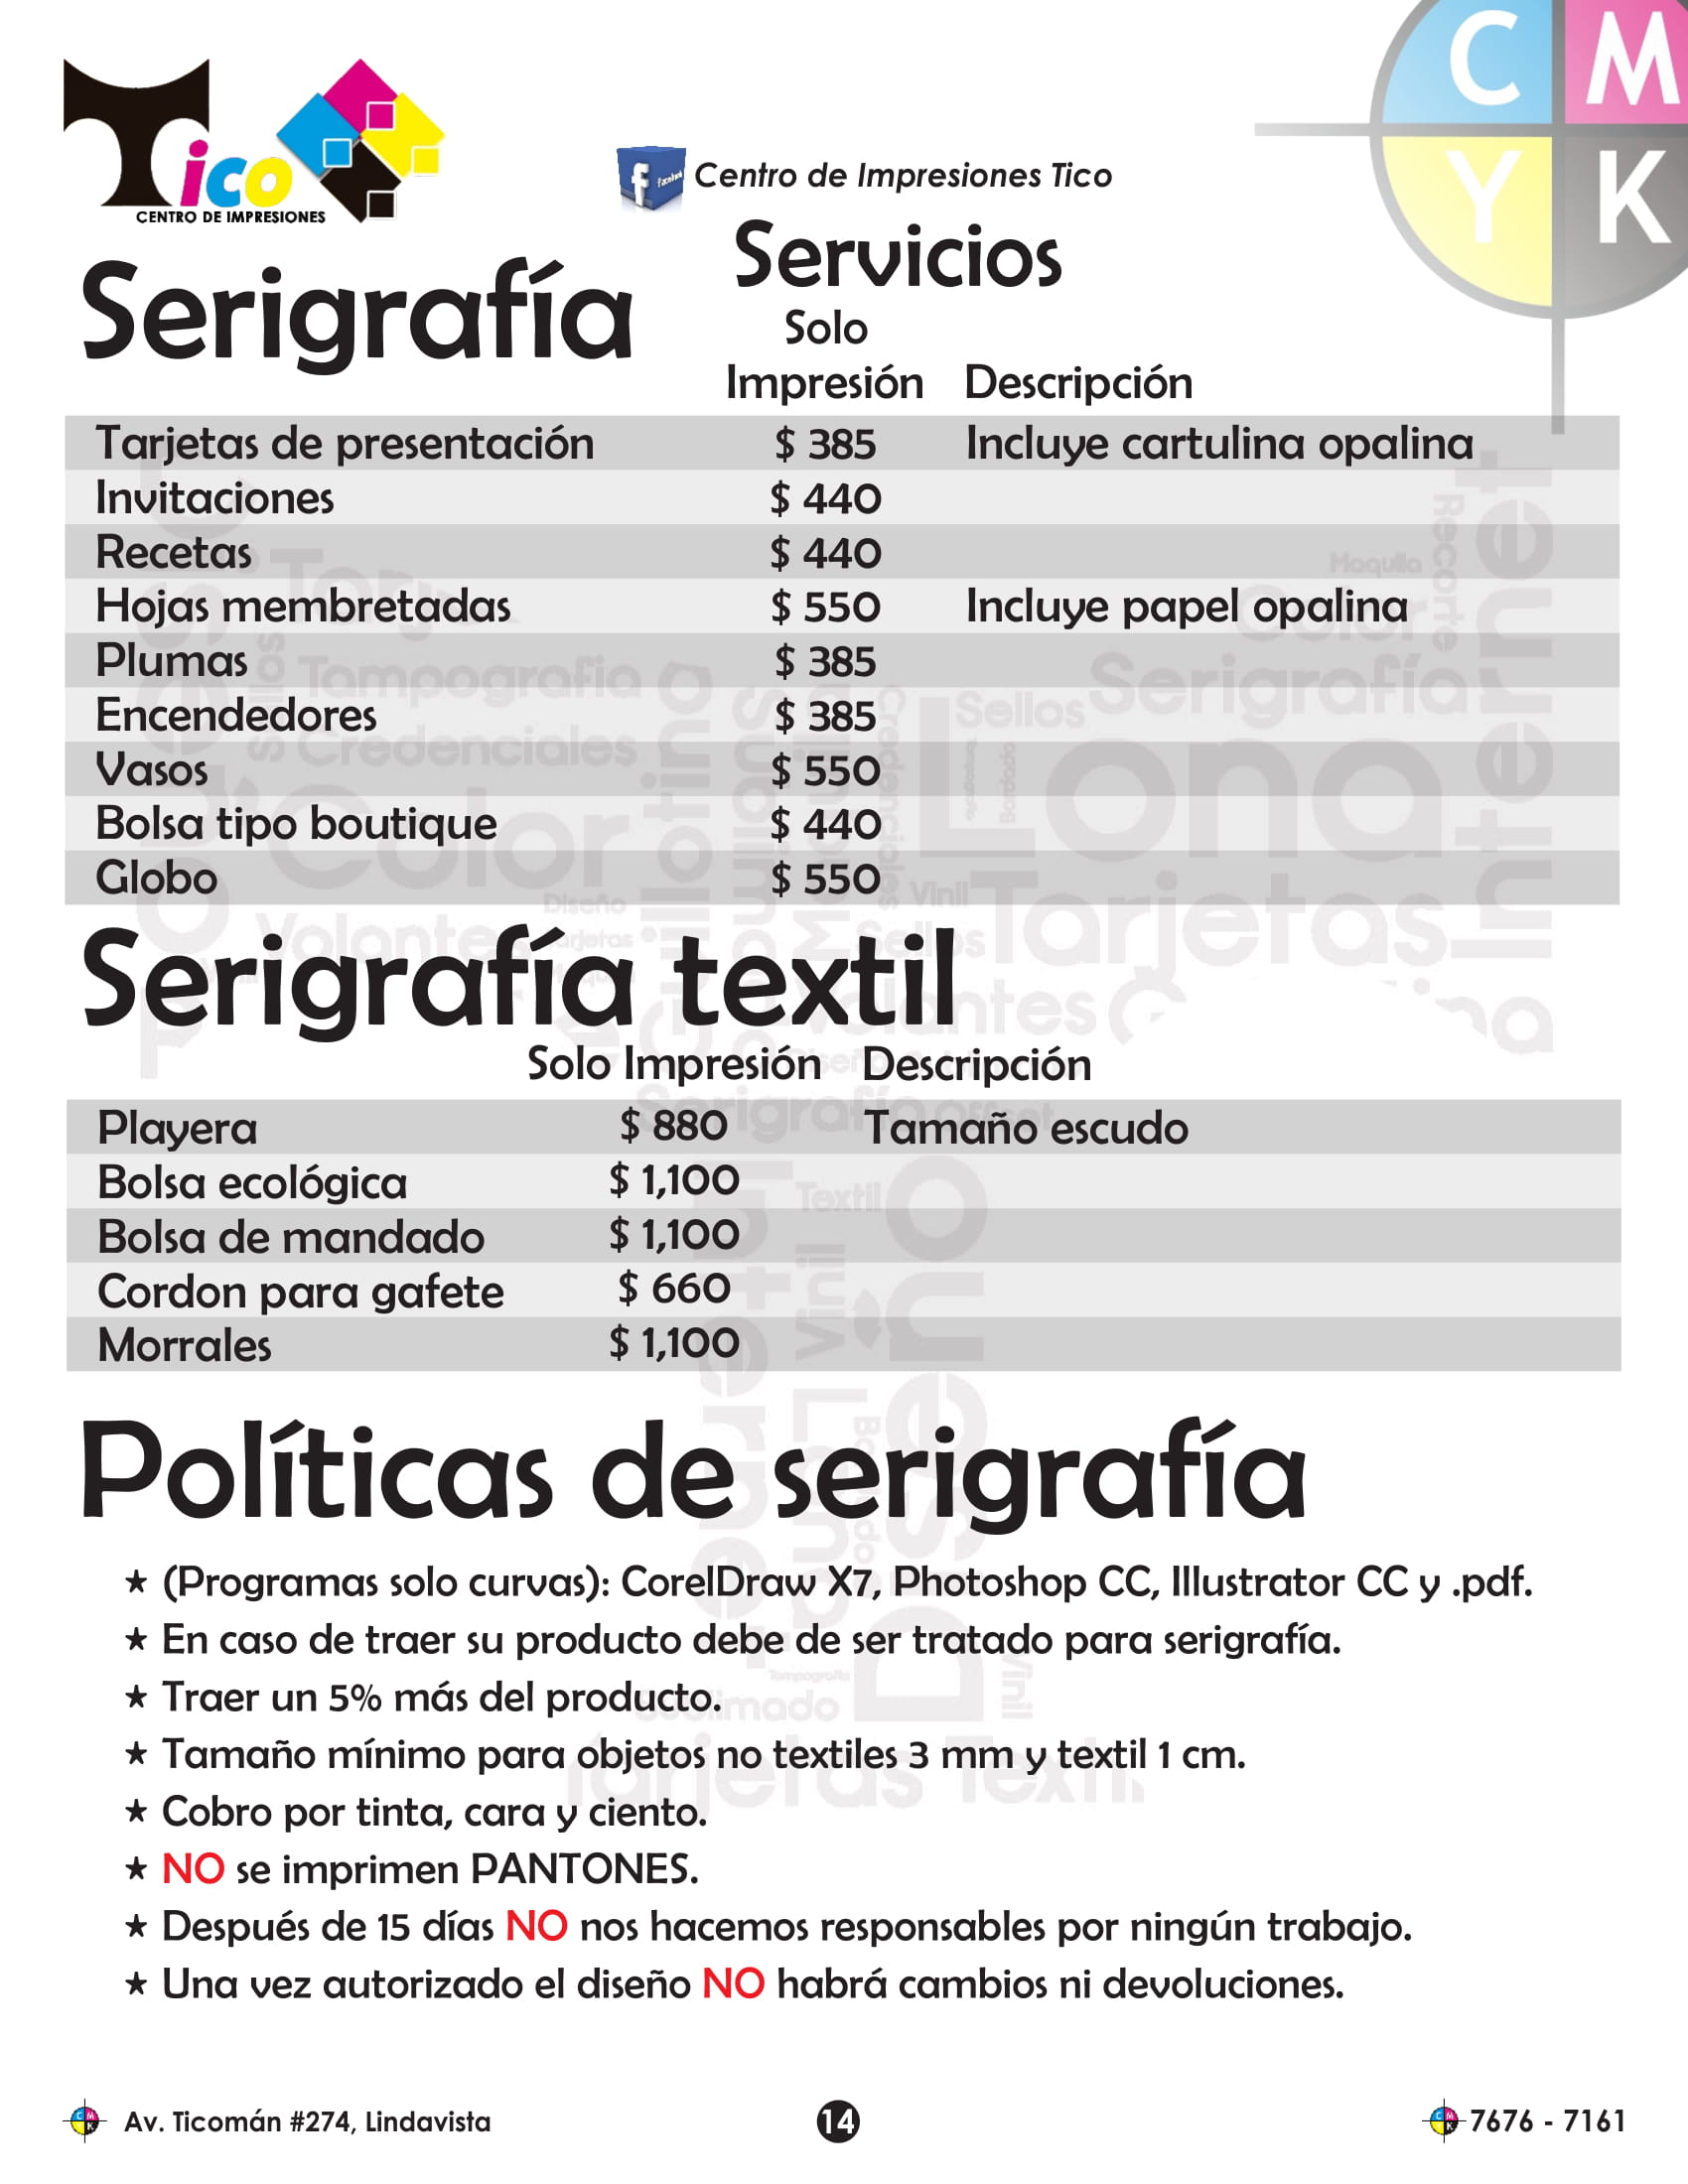 Tico
CENTRO DE IMPRESIONES
Centro de Impresiones Tico
C M
Y K
Servicios
Serigrafía
Solo
Impresión Descripción
Tarjetas de presentación $ 385 Incluye cartulina opalina
Invitaciones $ 440
Recetas $ 440
Hojas membretadas $ 550 Incluye papel opalina
Plumas $ 385
Encendedores $ 385
Vasos $ 550
Bolsa tipo boutique $ 440
Globo $ 550
Serigrafía textil
Solo Impresión Descripción
Playera $ 880 Tamaño escudo
Bolsa ecológica $ 1,100
Bolsa de mandado $ 1,100
Cordon para gafete $ 660
Morrales $ 1,100
Políticas de serigrafía
★ (Programas solo curvas): CorelDraw X7, Photoshop CC, Illustrator CC y .pdf.
★ En caso de traer su producto debe de ser tratado para serigrafía.
★ Traer un 5% más del producto.
★ Tamaño mínimo para objetos no textiles 3 mm y textil 1 cm.
★ Cobro por tinta, cara y ciento.
★ NO se imprimen PANTONES.
★ Después de 15 días NO nos hacemos responsables por ningún trabajo.
★ Una vez autorizado el diseño NO habrá cambios ni devoluciones.
Av. Ticomán #274, Lindavista 14 7676 - 7161